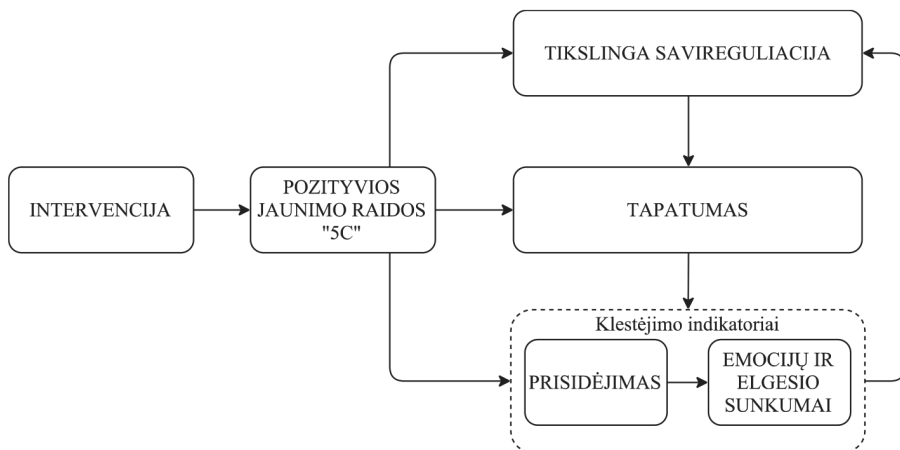 TIKSLINGA SAVIREGULIACIJA
INTERVENCIJA
POZITYVIOS
JAUNIMO RAIDOS
"5C"
TAPATUMAS
Klestėjimo indikatoriai
PRISIDĖJIMAS
EMOCIJŲ IR
ELGESIO
SUNKUMAI